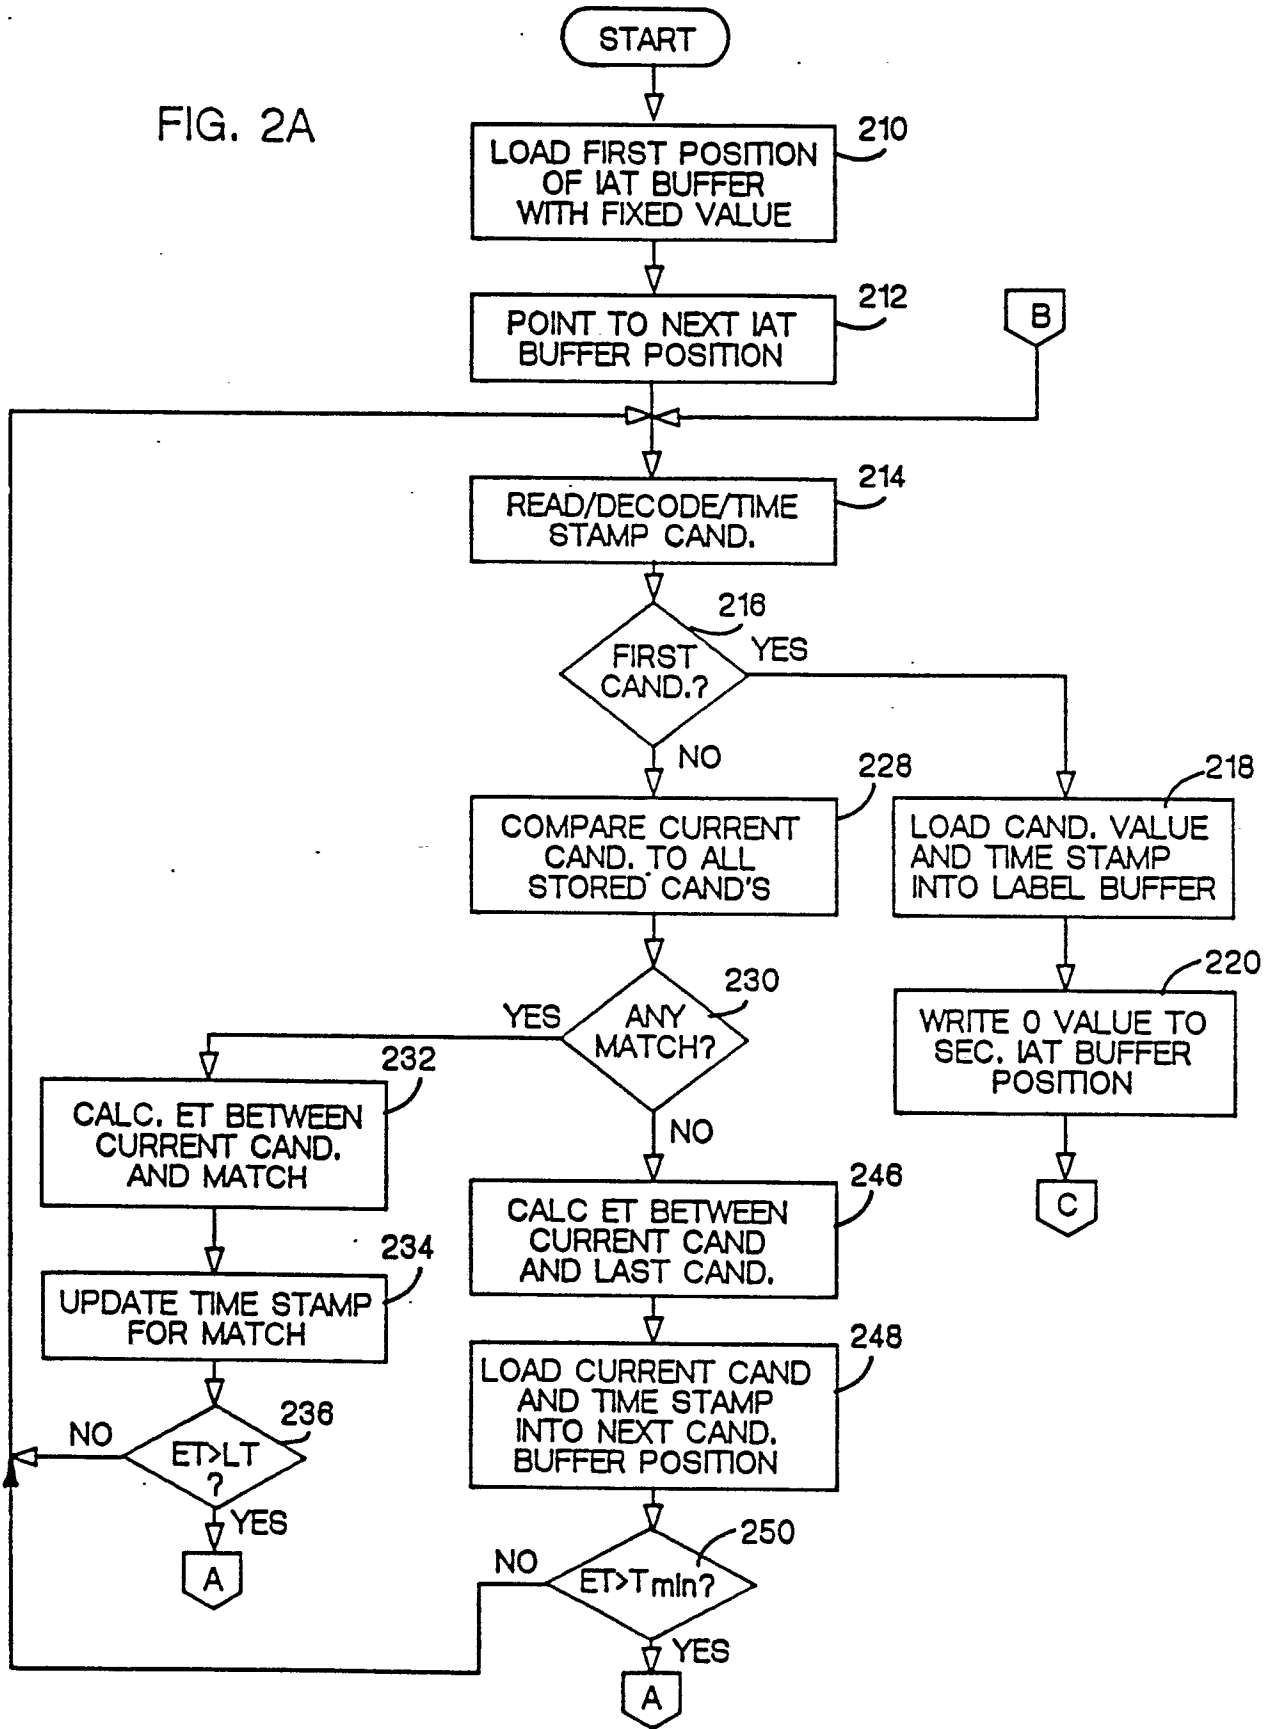 START
FIG. 2A
210
LOAD FIRST POSITION
OF IAT BUFFER
WITH FIXED VALUE
212
POINT TO NEXT IAT
BUFFER POSITION
B
214
READ/DECODE/TIME
STAMP CAND.
216
FIRST
CAND.?
YES
NO
228
COMPARE CURRENT
CAND. TO ALL
STORED CAND'S
218
LOAD CAND. VALUE
AND TIME STAMP
INTO LABEL BUFFER
230
ANY
MATCH?
YES
NO
220
WRITE 0 VALUE TO
SEC. IAT BUFFER
POSITION
C
232
CALC. ET BETWEEN
CURRENT CAND.
AND MATCH
246
CALC ET BETWEEN
CURRENT CAND
AND LAST CAND.
234
UPDATE TIME STAMP
FOR MATCH
248
LOAD CURRENT CAND
AND TIME STAMP
INTO NEXT CAND.
BUFFER POSITION
236
NO
ET>LT
?
YES
A
250
NO
ET>Tmin?
YES
A